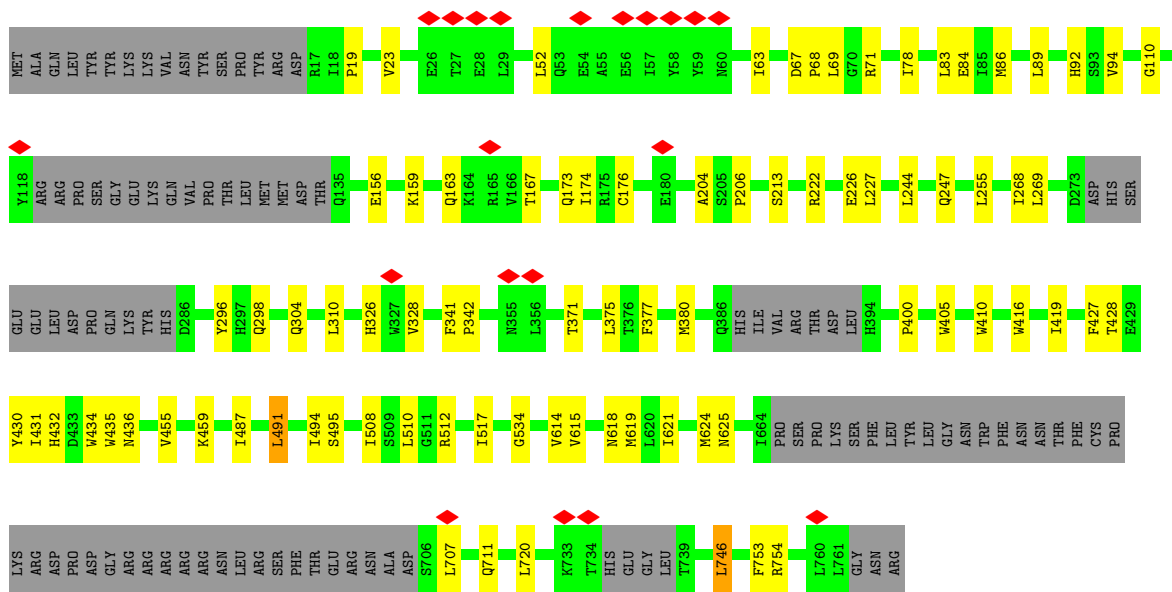 MET ALA GLN LEU TYR TYR LYS LYS VAL ASN TYR SER PRO TYR ARG ASP R17 I18 P19 V23 E26 T27 E28 L29 L52 Q53 E54 A55 E56 I57 Y58 Y59 N60 I63 D67 P68 L69 G70 R71 I78 L83 E84 I85 M86 L89 H92 S93 V94 G110
Y118 ARG ARG PRO SER GLY GLU LYS GLN VAL PRO THR LEU MET MET ASP THR Q135 E156 K159 Q163 K164 R165 V166 T167 Q173 I174 R175 C176 E180 A204 S205 P206 S213 R222 E226 L227 L244 Q247 L255 I268 L269 D273 ASP HIS SER
GLU GLU LEU ASP PRO GLN LYS TYR HIS D286 Y296 H297 Q298 Q304 L310 H326 W327 V328 F341 P342 N355 L356 T371 L375 T376 F377 M380 Q386 HIS ILE VAL ARG THR ASP LEU H394 P400 W405 W410 W416 I419 F427 T428 E429
Y430 I431 H432 D433 W434 W435 N436 V455 K459 I487 L491 I494 S495 I508 S509 L510 G511 R512 I517 G534 V614 V615 N618 M619 L620 I621 M624 N625 I664 PRO SER PRO LYS SER PHE LEU TYR LEU GLY ASN TRP PHE ASN ASN THR PHE CYS PRO
LYS ARG ASP PRO ASP GLY ARG ARG ARG ARG ARG ASN LEU ARG SER PHE THR GLU ARG ASN ALA ASP S706 L707 Q711 L720 K733 T734 HIS GLU GLY LEU T739 L746 F753 R754 L760 L761 GLY ASN ARG